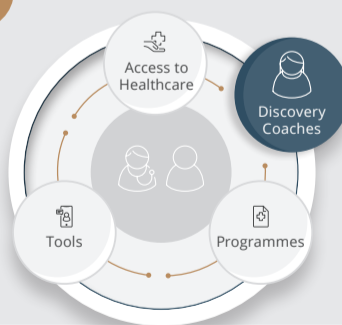 Access to
Healthcare
Discovery
Coaches
Tools
Programmes